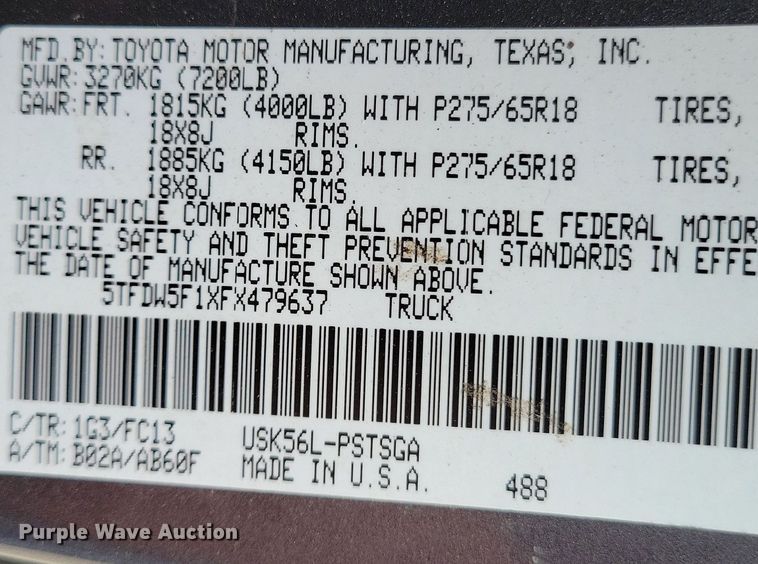 MFD.BY: TOYOTA MOTOR MANUFACTURING, TEXAS, INC.
GVWR: 3270KG (7200LB)
GAWR: FRT. 1815KG (4000LB) WITH P275/65R18 TIRES,
18X8J RIMS.
RR. 1885KG (4150LB) WITH P275/65R18 TIRES,
18X8J RIMS.
THIS VEHICLE CONFORMS TO ALL APPLICABLE FEDERAL MOTOR
VEHICLE SAFETY AND THEFT PREVENTION STANDARDS IN EFFE
THE DATE OF MANUFACTURE SHOWN ABOVE.
5TFDW5F1XFX479637 TRUCK
C/TR: 1G3/FC13 USK56L-PSTSGA
A/TM: B02A/AB60F MADE IN U.S.A. 488
Purple Wave Auction